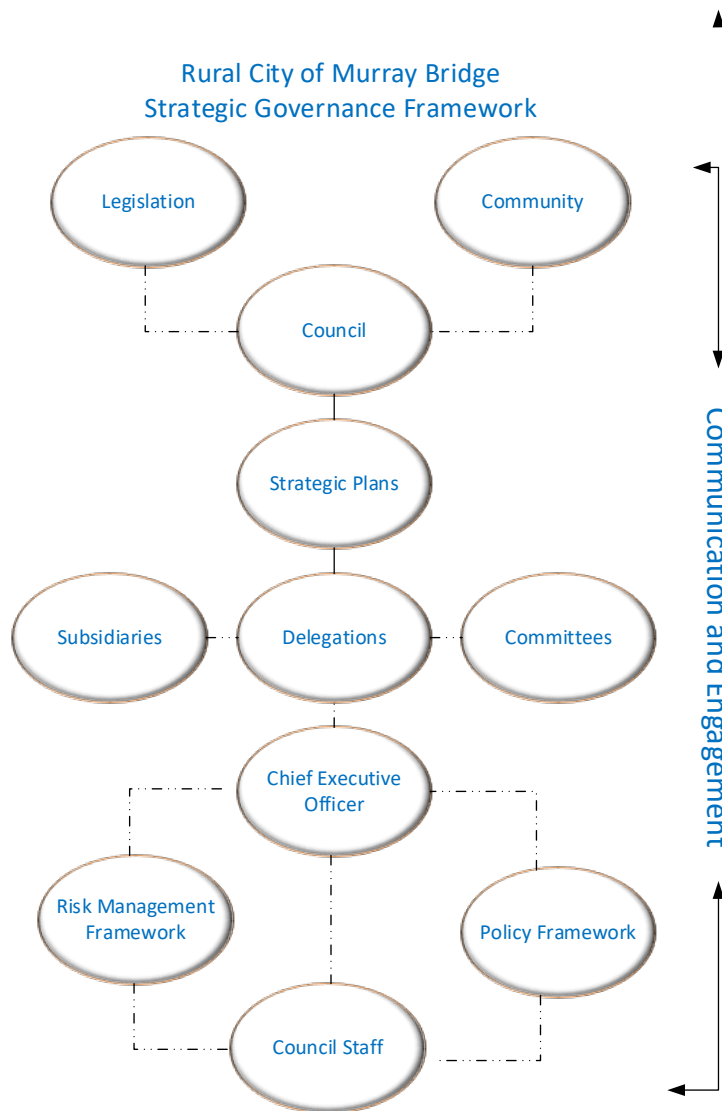 Rural City of Murray Bridge
Strategic Governance Framework
Legislation
Community
Council
Strategic Plans
Subsidiaries
Delegations
Committees
Chief Executive
Officer
Risk Management
Framework
Policy Framework
Council Staff
Communication and Engagement